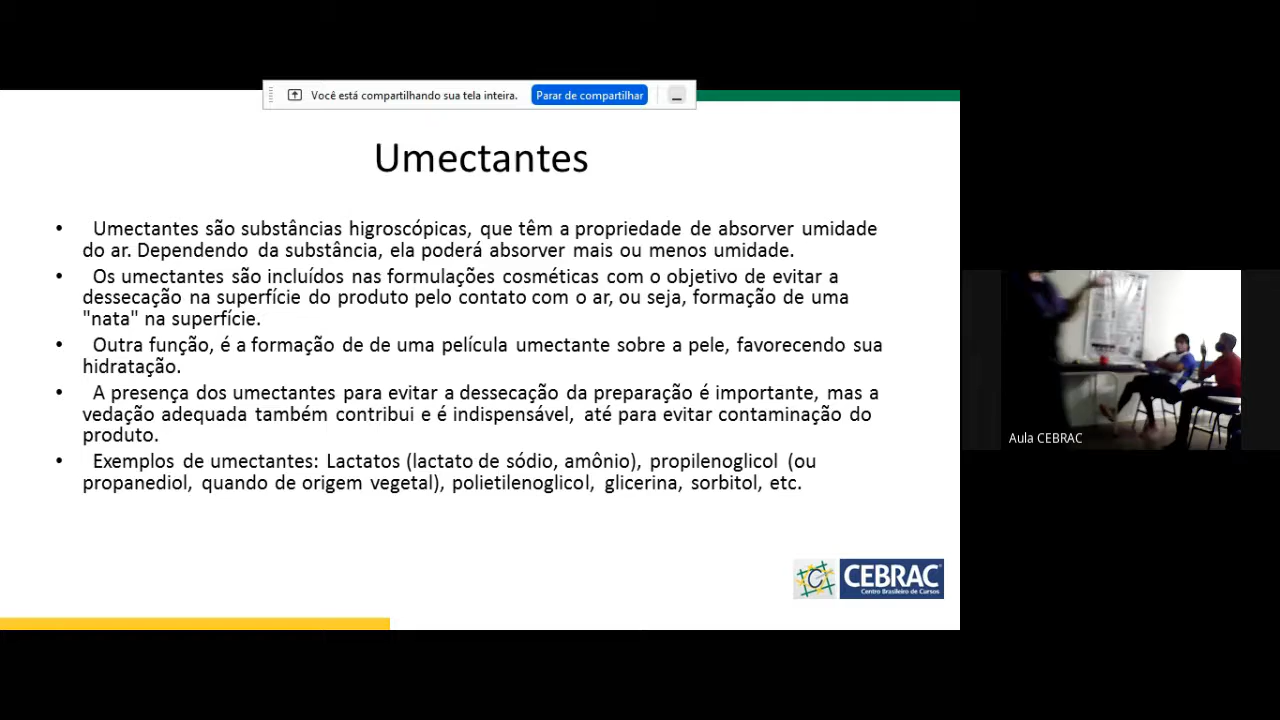 Você está compartilhando sua tela inteira. Parar de compartilhar
Umectantes
• Umectantes são substâncias higroscópicas, que têm a propriedade de absorver umidade
do ar. Dependendo da substância, ela poderá absorver mais ou menos umidade.
• Os umectantes são incluídos nas formulações cosméticas com o objetivo de evitar a
dessecação na superfície do produto pelo contato com o ar, ou seja, formação de uma
"nata" na superfície.
• Outra função, é a formação de de uma película umectante sobre a pele, favorecendo sua
hidratação.
• A presença dos umectantes para evitar a dessecação da preparação é importante, mas a
vedação adequada também contribui e é indispensável, até para evitar contaminação do
produto.
• Exemplos de umectantes: Lactatos (lactato de sódio, amônio), propilenoglicol (ou
propanediol, quando de origem vegetal), polietilenoglicol, glicerina, sorbitol, etc.
Aula CEBRAC
C CEBRAC
Centro Brasileiro de Cursos